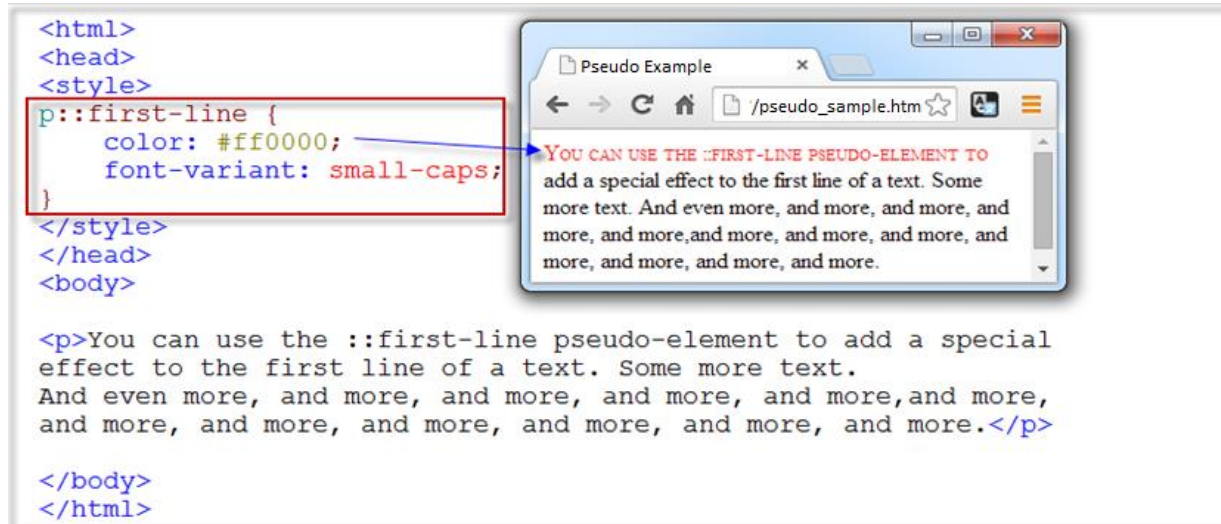 <html>
<head>
<style>
p::first-line {
    color: #ff0000;
    font-variant: small-caps;
}
</style>
</head>
<body>
<p>You can use the ::first-line pseudo-element to add a special
effect to the first line of a text. Some more text.
And even more, and more, and more, and more, and more,and more,
and more, and more, and more, and more, and more, and more.</p>
</body>
</html>
Pseudo Example
/pseudo_sample.htm
YOU CAN USE THE ::FIRST-LINE PSEUDO-ELEMENT TO
add a special effect to the first line of a text. Some
more text. And even more, and more, and more, and
more, and more,and more, and more, and more, and
more, and more, and more, and more.